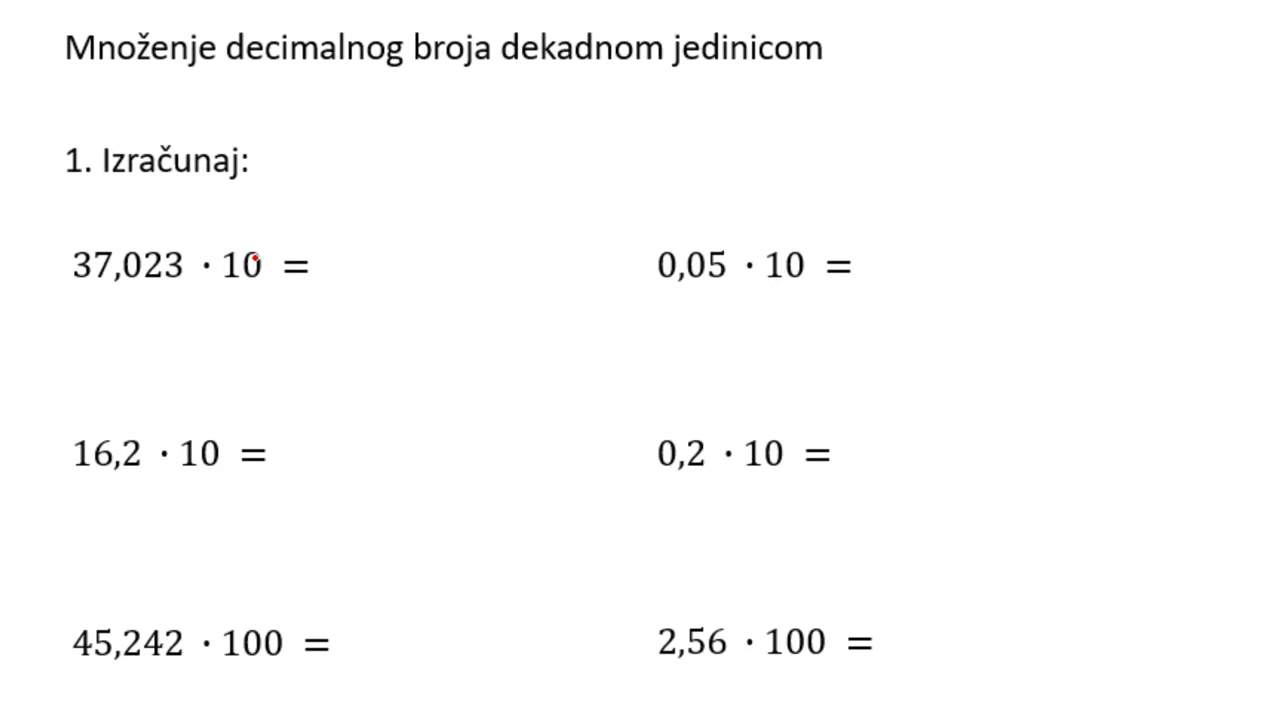 Množenje decimalnog broja dekadnom jedinicom
1. Izračunaj:
37,023 · 10 =
0,05 · 10 =
16,2 · 10 =
0,2 · 10 =
45,242 · 100 =
2,56 · 100 =